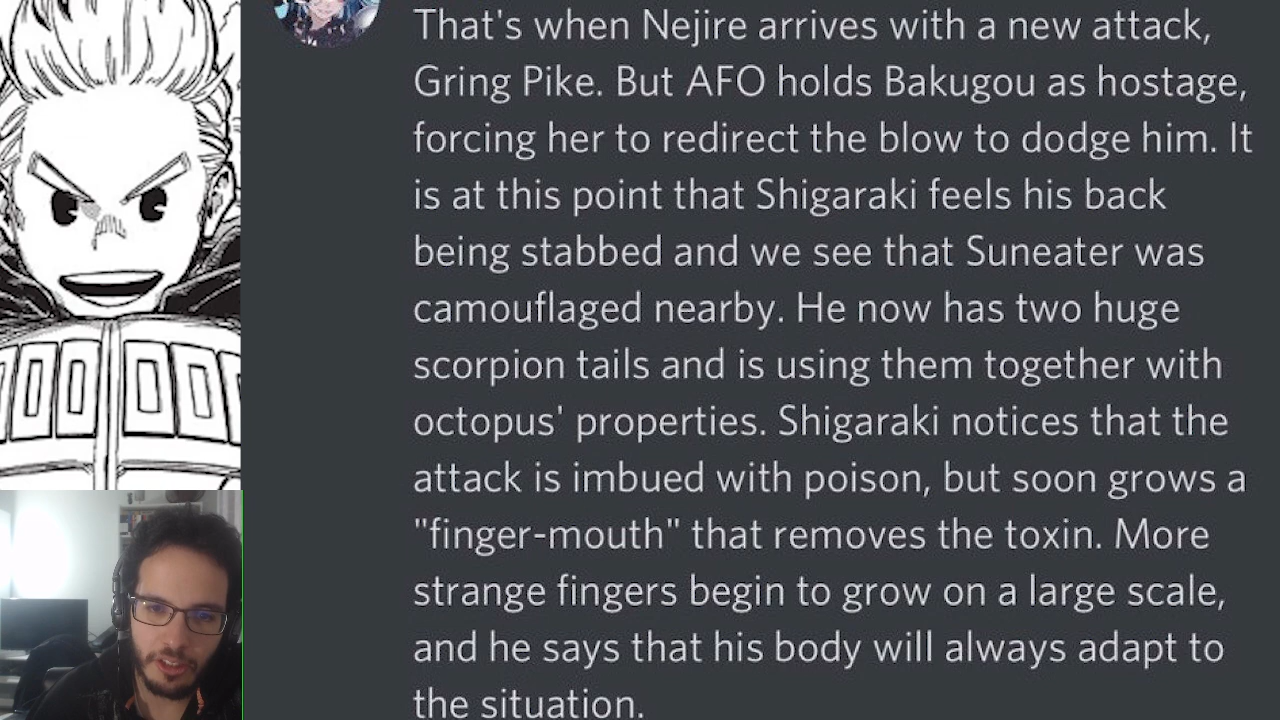 That's when Nejire arrives with a new attack,
Gring Pike. But AFO holds Bakugou as hostage,
forcing her to redirect the blow to dodge him. It
is at this point that Shigaraki feels his back
being stabbed and we see that Suneater was
camouflaged nearby. He now has two huge
scorpion tails and is using them together with
octopus' properties. Shigaraki notices that the
attack is imbued with poison, but soon grows a
"finger-mouth" that removes the toxin. More
strange fingers begin to grow on a large scale,
and he says that his body will always adapt to
the situation.